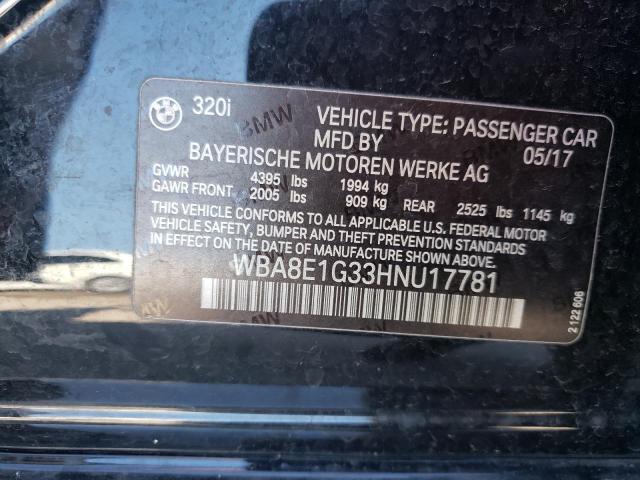 BMW 320i VEHICLE TYPE: PASSENGER CAR
MFD BY 05/17
BAYERISCHE MOTOREN WERKE AG
GVWR 4395 lbs 1994 kg
GAWR FRONT 2005 lbs 909 kg REAR 2525 lbs 1145 kg
THIS VEHICLE CONFORMS TO ALL APPLICABLE U.S. FEDERAL MOTOR
VEHICLE SAFETY, BUMPER AND THEFT PREVENTION STANDARDS
IN EFFECT ON THE DATE OF MANUFACTURE SHOWN ABOVE.
WBA8E1G33HNU17781
2 122 606